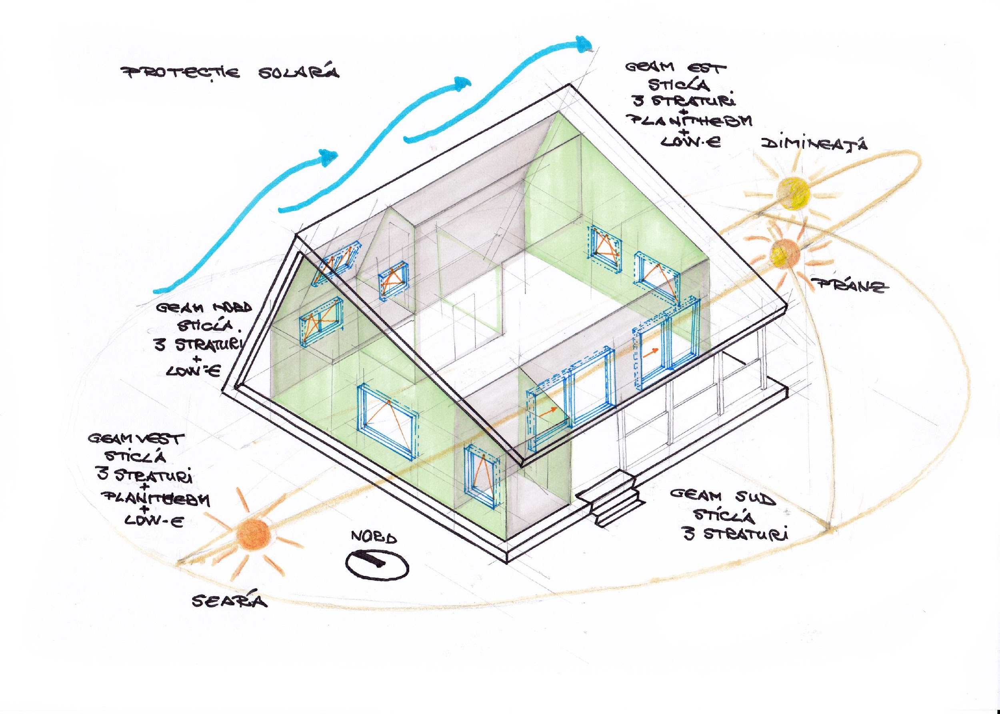 PROTECȚIE SOLARĂ
GEAM EST
STICLA
3 STRATURI
+
PLANITHERM
+
LOW-E
DIMINEAȚĂ
PRÂNZ
GEAM NORD
STICLĂ
3 STRATURI
+
LOW-E
GEAM VEST
STICLĂ
3 STRATURI
+
PLANITHERM
+
LOW-E
SEARĂ
NORD
GEAM SUD
STICLĂ
3 STRATURI